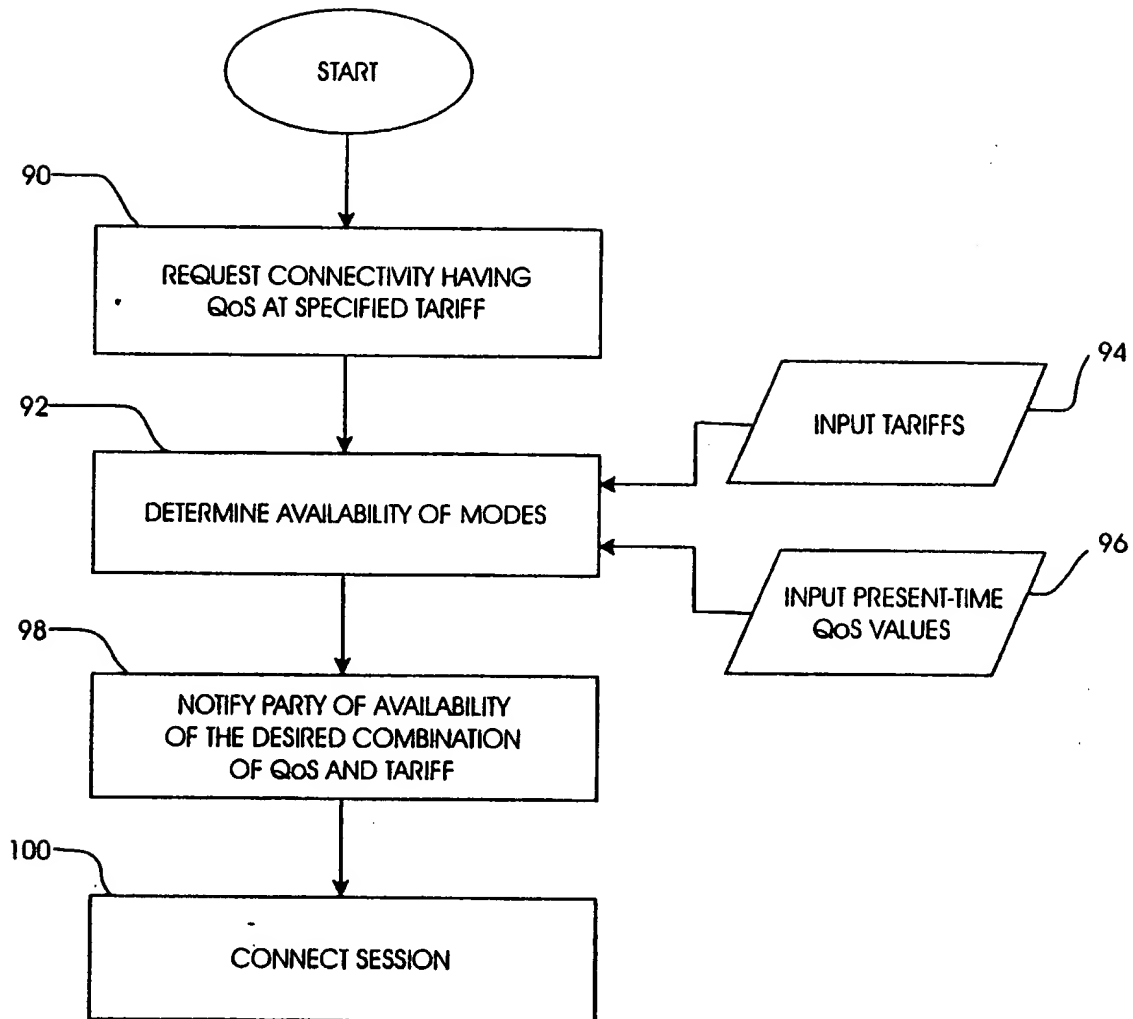 START
90
REQUEST CONNECTIVITY HAVING
QoS AT SPECIFIED TARIFF
94
INPUT TARIFFS
92
DETERMINE AVAILABILITY OF MODES
96
INPUT PRESENT-TIME
QoS VALUES
98
NOTIFY PARTY OF AVAILABILITY
OF THE DESIRED COMBINATION
OF QoS AND TARIFF
100
CONNECT SESSION